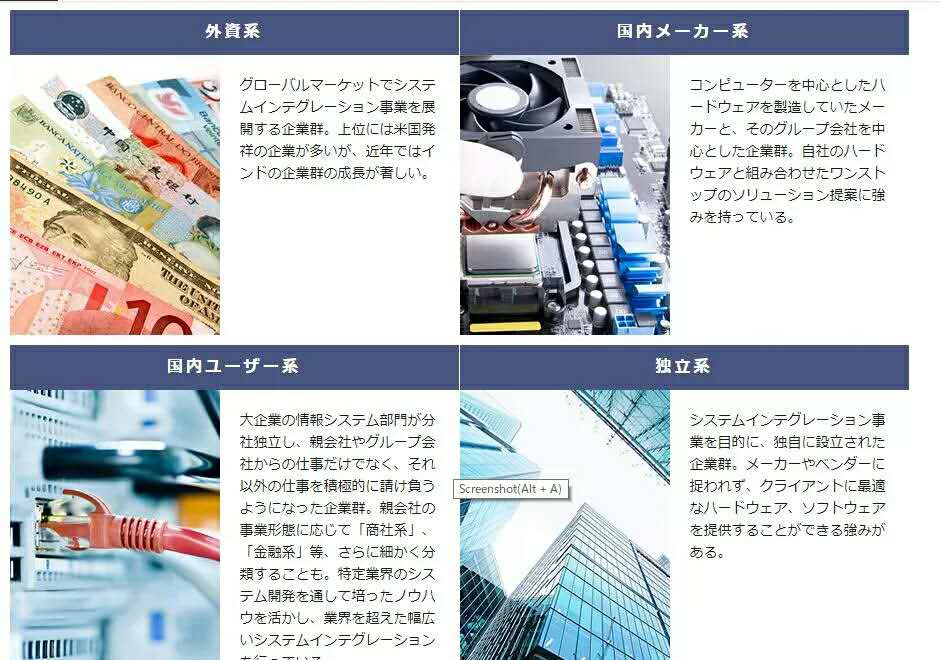 外資系
グローバルマーケットでシステ
ムインテグレーション事業を展
開する企業群。上位には米国発
祥の企業が多いが、近年ではイ
ンドの企業群の成長が著しい。
国内メーカー系
コンピューターを中心としたハ
ードウェアを製造していたメー
カーと、そのグループ会社を中
心とした企業群。自社のハード
ウェアと組み合わせたワンスト
ップのソリューション提案に強
みを持っている。
国内ユーザー系
大企業の情報システム部門が分
社独立し、親会社やグループ会
社からの仕事だけでなく、それ
以外の仕事を積極的に請け負う
ようになった企業群。親会社の
事業形態に応じて「商社系」、
「金融系」等、さらに細かく分
類することも。特定業界のシス
テム開発を通して培ったノウハ
ウを活かし、業界を超えた幅広
いシステムインテグレーション
を行っている
独立系
システムインテグレーション事
業を目的に、独自に設立された
企業群。メーカーやベンダーに
捉われず、クライアントに最適
なハードウェア、ソフトウェア
を提供することができる強みが
ある。
Screenshot(Alt + A)